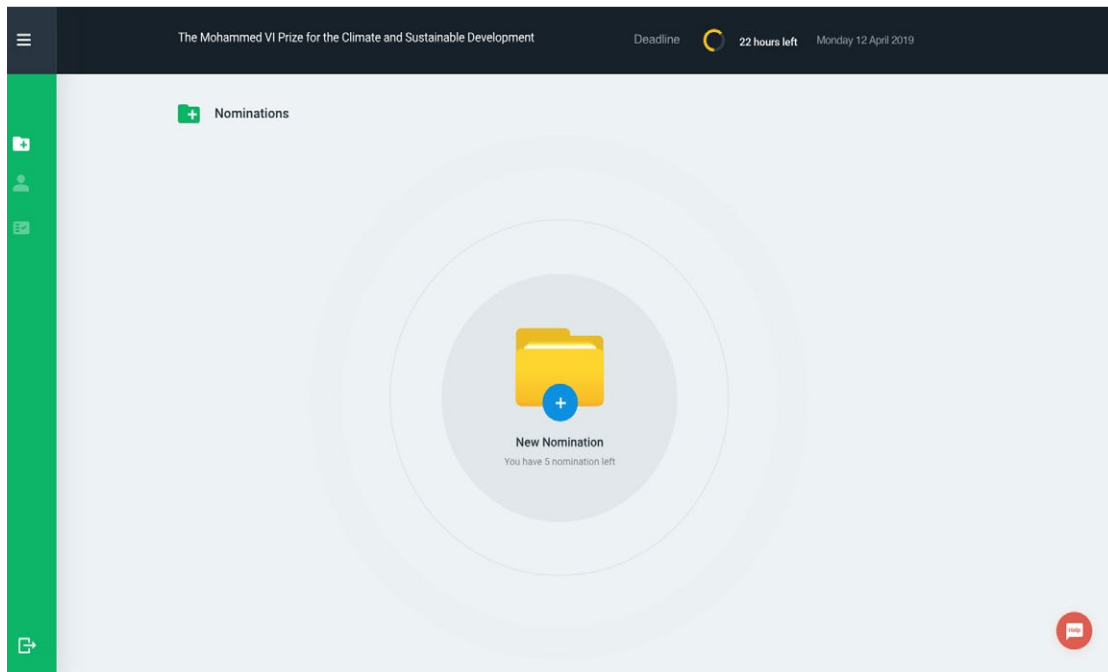 The Mohammed VI Prize for the Climate and Sustainable Development
Deadline
22 hours left
Monday 12 April 2019
Nominations
New Nomination
You have 5 nomination left
Help